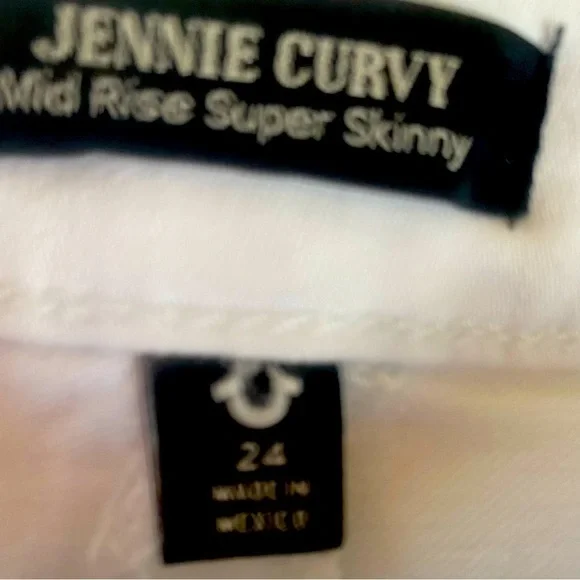 JENNIE CURVY
Mid Rise Super Skinny
24
MADE IN
MEXICO